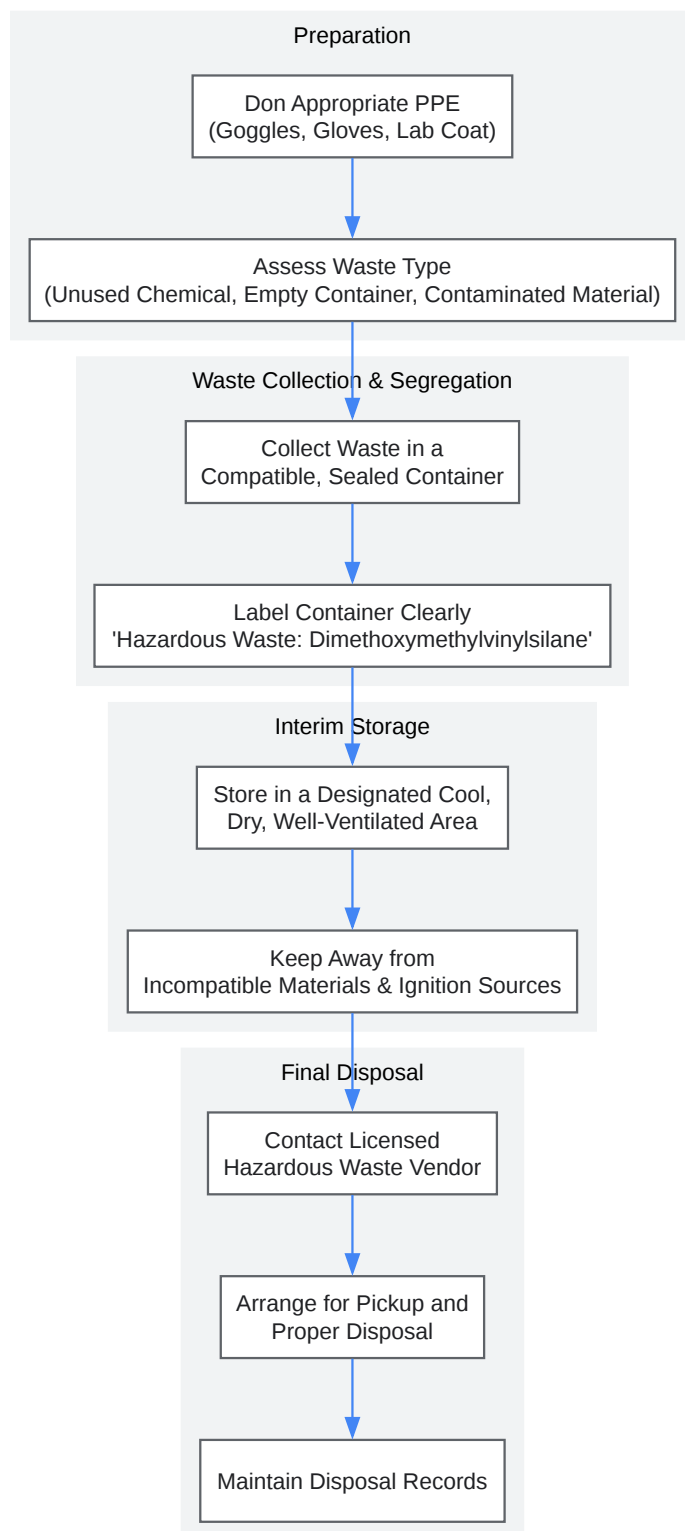 Preparation
Don Appropriate PPE
(Goggles, Gloves, Lab Coat)
Assess Waste Type
(Unused Chemical, Empty Container, Contaminated Material)
Waste Collection & Segregation
Collect Waste in a
Compatible, Sealed Container
Label Container Clearly
'Hazardous Waste: Dimethoxymethylvinylsilane'
Interim Storage
Store in a Designated Cool,
Dry, Well-Ventilated Area
Keep Away from
Incompatible Materials & Ignition Sources
Final Disposal
Contact Licensed
Hazardous Waste Vendor
Arrange for Pickup and
Proper Disposal
Maintain Disposal Records